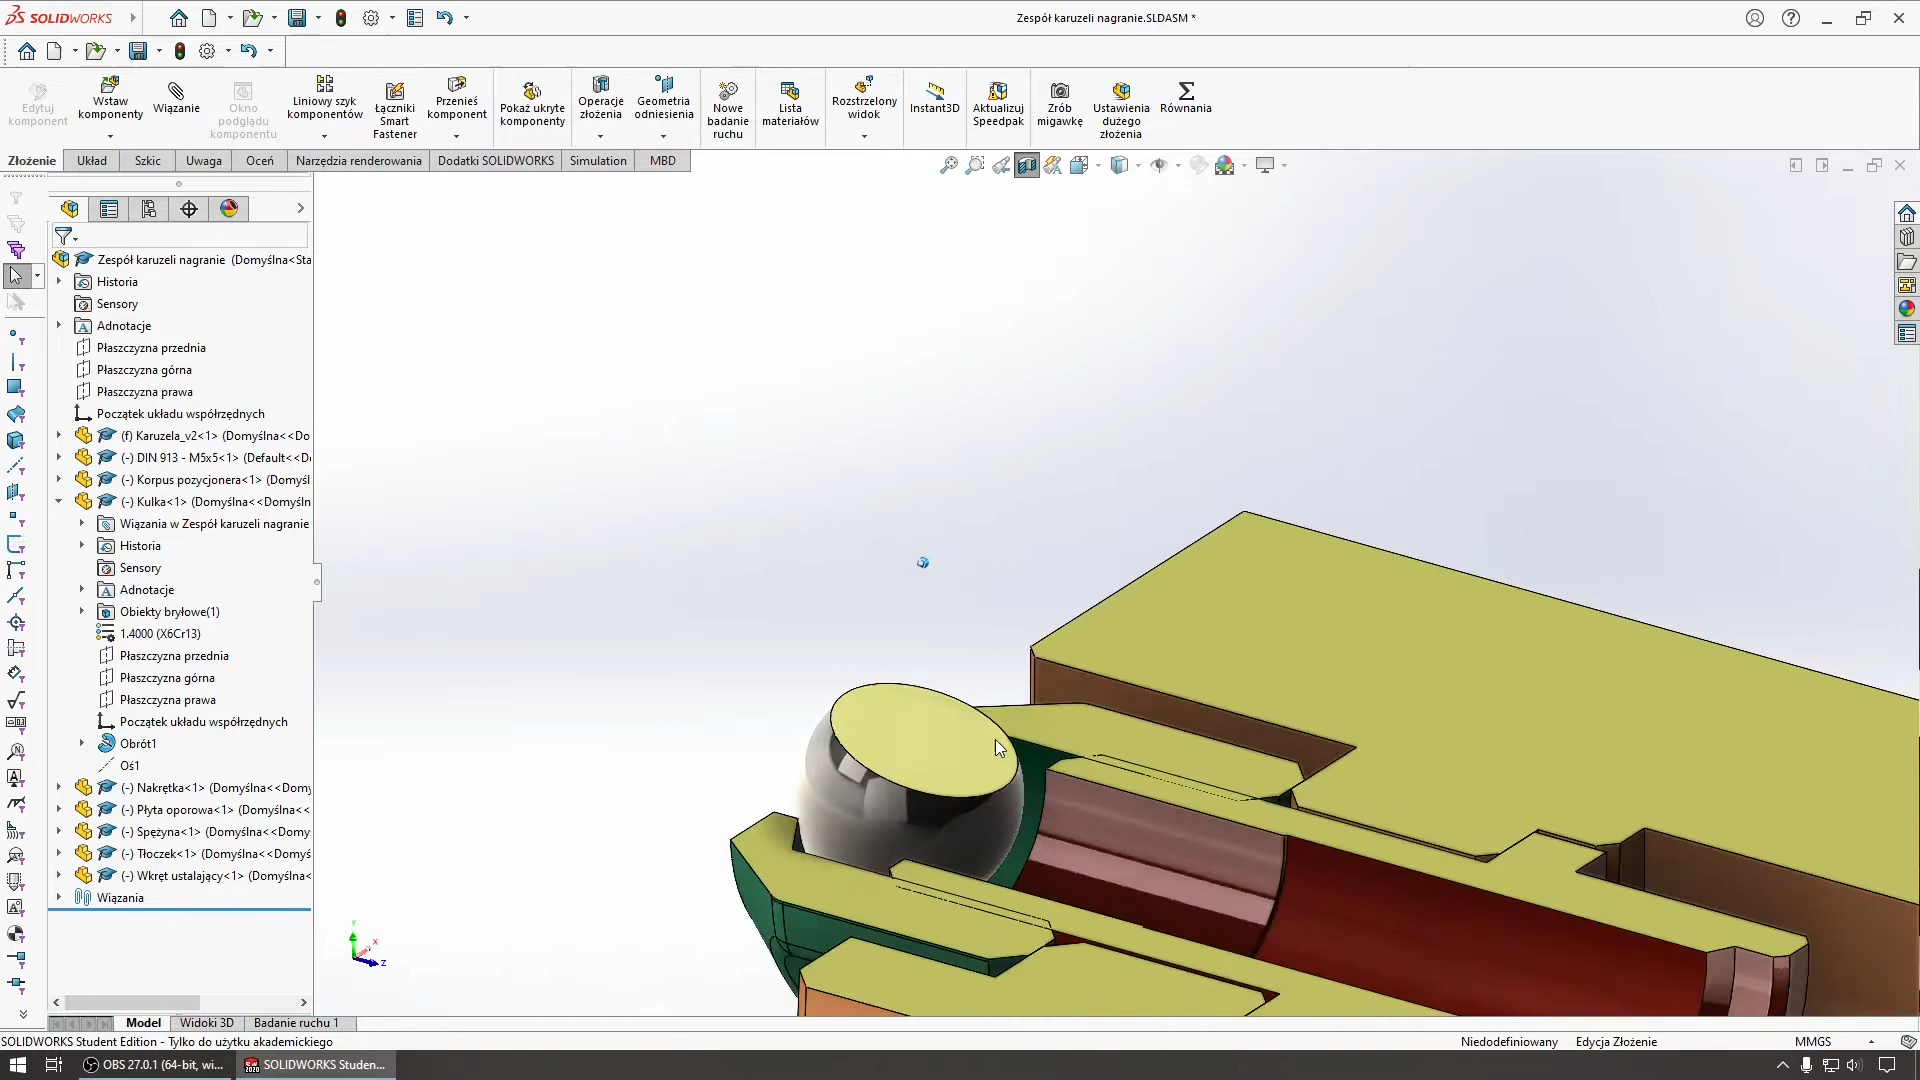 SOLIDWORKS
Zespół karuzeli nagranie.SLDASM *
Edytuj komponent
Wstaw komponenty
Wiązanie
Okno podglądu komponentu
Liniowy szyk komponentów
Łączniki Smart Fastener
Przenieś komponent
Pokaż ukryte komponenty
Operacje złożenia
Geometria odniesienia
Nowe badanie ruchu
Lista materiałów
Rozstrzelony widok
Instant3D
Aktualizuj Speedpak
Zrób migawkę
Ustawienia dużego złożenia
Równania
Złożenie
Układ
Szkic
Uwaga
Oceń
Narzędzia renderowania
Dodatki SOLIDWORKS
Simulation
MBD
Zespół karuzeli nagranie (Domyślna<Sta
Historia
Sensory
Adnotacje
Płaszczyzna przednia
Płaszczyzna górna
Płaszczyzna prawa
Początek układu współrzędnych
(f) Karuzela_v2<1> (Domyślna<<Do
(-) DIN 913 - M5x5<1> (Default<<D
(-) Korpus pozycjonera<1> (Domyśl
(-) Kulka<1> (Domyślna<<Domyśln
Wiązania w Zespół karuzeli nagranie
Historia
Sensory
Adnotacje
Obiekty bryłowe(1)
1.4000 (X6Cr13)
Płaszczyzna przednia
Płaszczyzna górna
Płaszczyzna prawa
Początek układu współrzędnych
Obrót1
Oś1
(-) Nakrętka<1> (Domyślna<<Domy
(-) Płyta oporowa<1> (Domyślna<<
(-) Spężyna<1> (Domyślna<<Domy
(-) Tłoczek<1> (Domyślna<<Domyś
(-) Wkręt ustalający<1> (Domyślna<
Wiązania
Y
X
Z
Model
Widoki 3D
Badanie ruchu 1
SOLIDWORKS Student Edition - Tylko do użytku akademickiego
Niedodefiniowany
Edycja Złożenie
MMGS
OBS 27.0.1 (64-bit, wi...
SOLIDWORKS Studen...